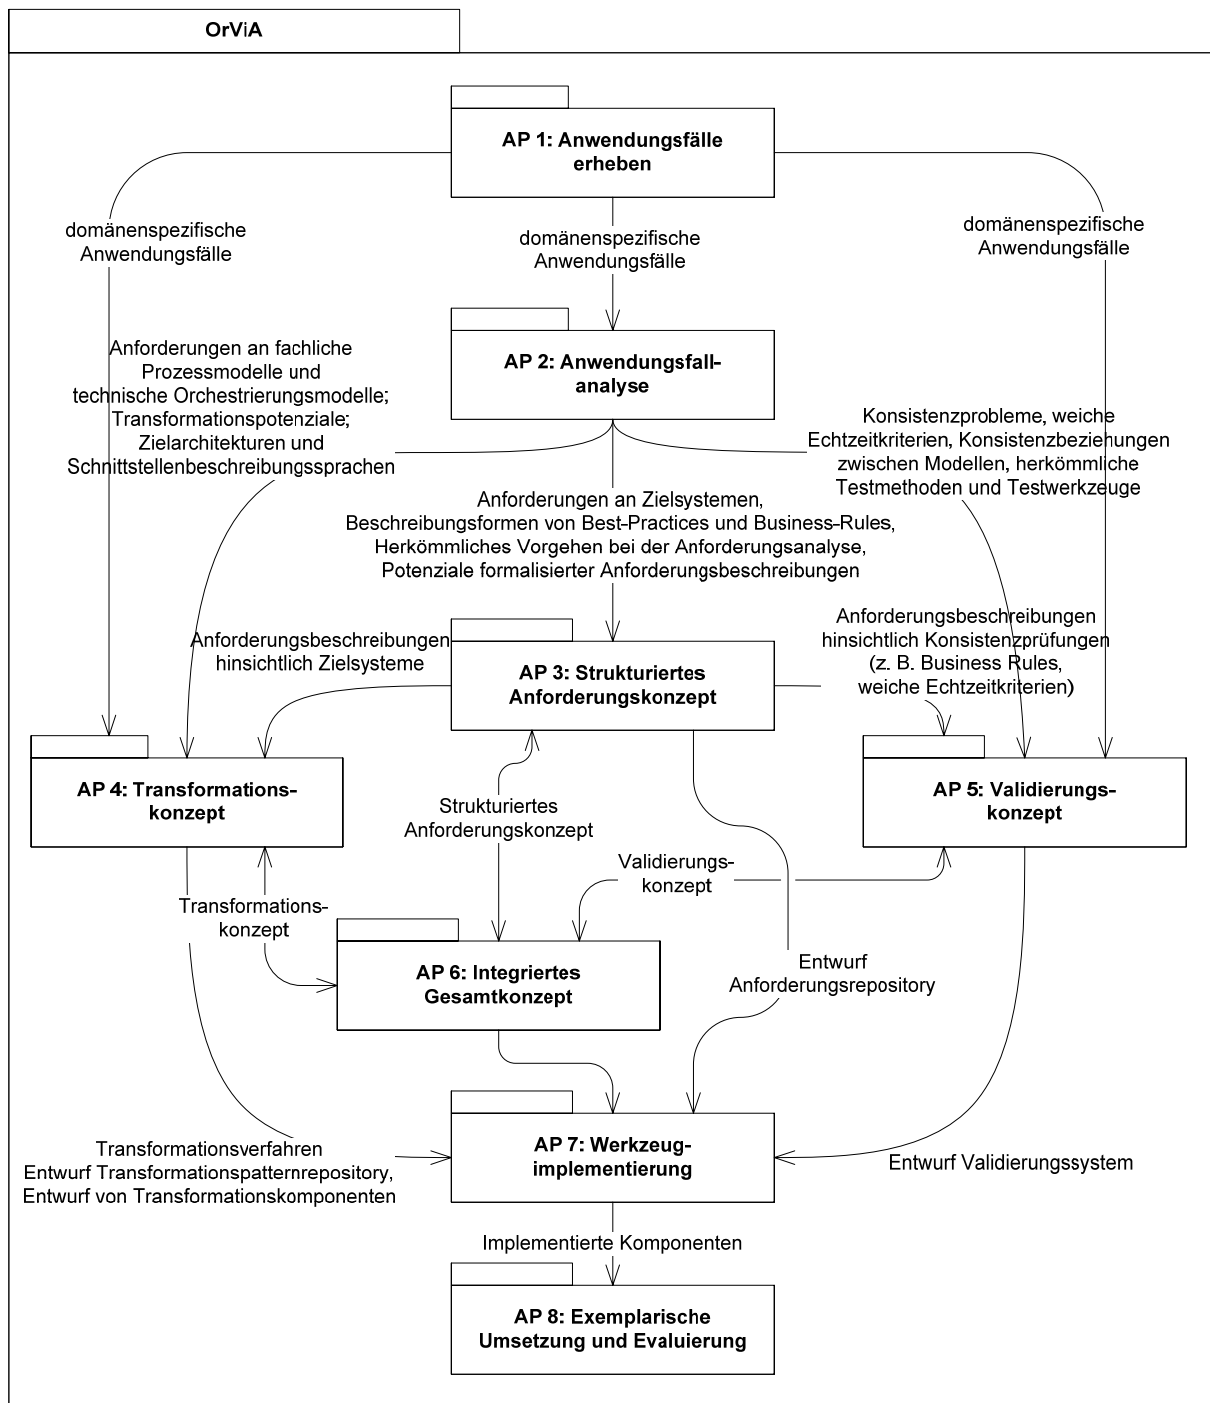 OrViA
AP 1: Anwendungsfälle
erheben
domänenspezifische
Anwendungsfälle
domänenspezifische
Anwendungsfälle
domänenspezifische
Anwendungsfälle
AP 2: Anwendungsfall-
analyse
Anforderungen an fachliche
Prozessmodelle und
technische Orchestrierungsmodelle;
Transformationspotenziale;
Zielarchitekturen und
Schnittstellenbeschreibungssprachen
Konsistenzprobleme, weiche
Echtzeitkriterien, Konsistenzbeziehungen
zwischen Modellen, herkömmliche
Testmethoden und Testwerkzeuge
Anforderungen an Zielsystemen,
Beschreibungsformen von Best-Practices und Business-Rules,
Herkömmliches Vorgehen bei der Anforderungsanalyse,
Potenziale formalisierter Anforderungsbeschreibungen
Anforderungsbeschreibungen
hinsichtlich Zielsysteme
AP 3: Strukturiertes
Anforderungskonzept
Anforderungsbeschreibungen
hinsichtlich Konsistenzprüfungen
(z. B. Business Rules,
weiche Echtzeitkriterien)
AP 4: Transformations-
konzept
AP 5: Validierungs-
konzept
Strukturiertes
Anforderungskonzept
Validierungs-
konzept
Transformations-
konzept
AP 6: Integriertes
Gesamtkonzept
Entwurf
Anforderungsrepository
Transformationsverfahren
Entwurf Transformationspatternrepository,
Entwurf von Transformationskomponenten
AP 7: Werkzeug-
implementierung
Entwurf Validierungssystem
Implementierte Komponenten
AP 8: Exemplarische
Umsetzung und Evaluierung